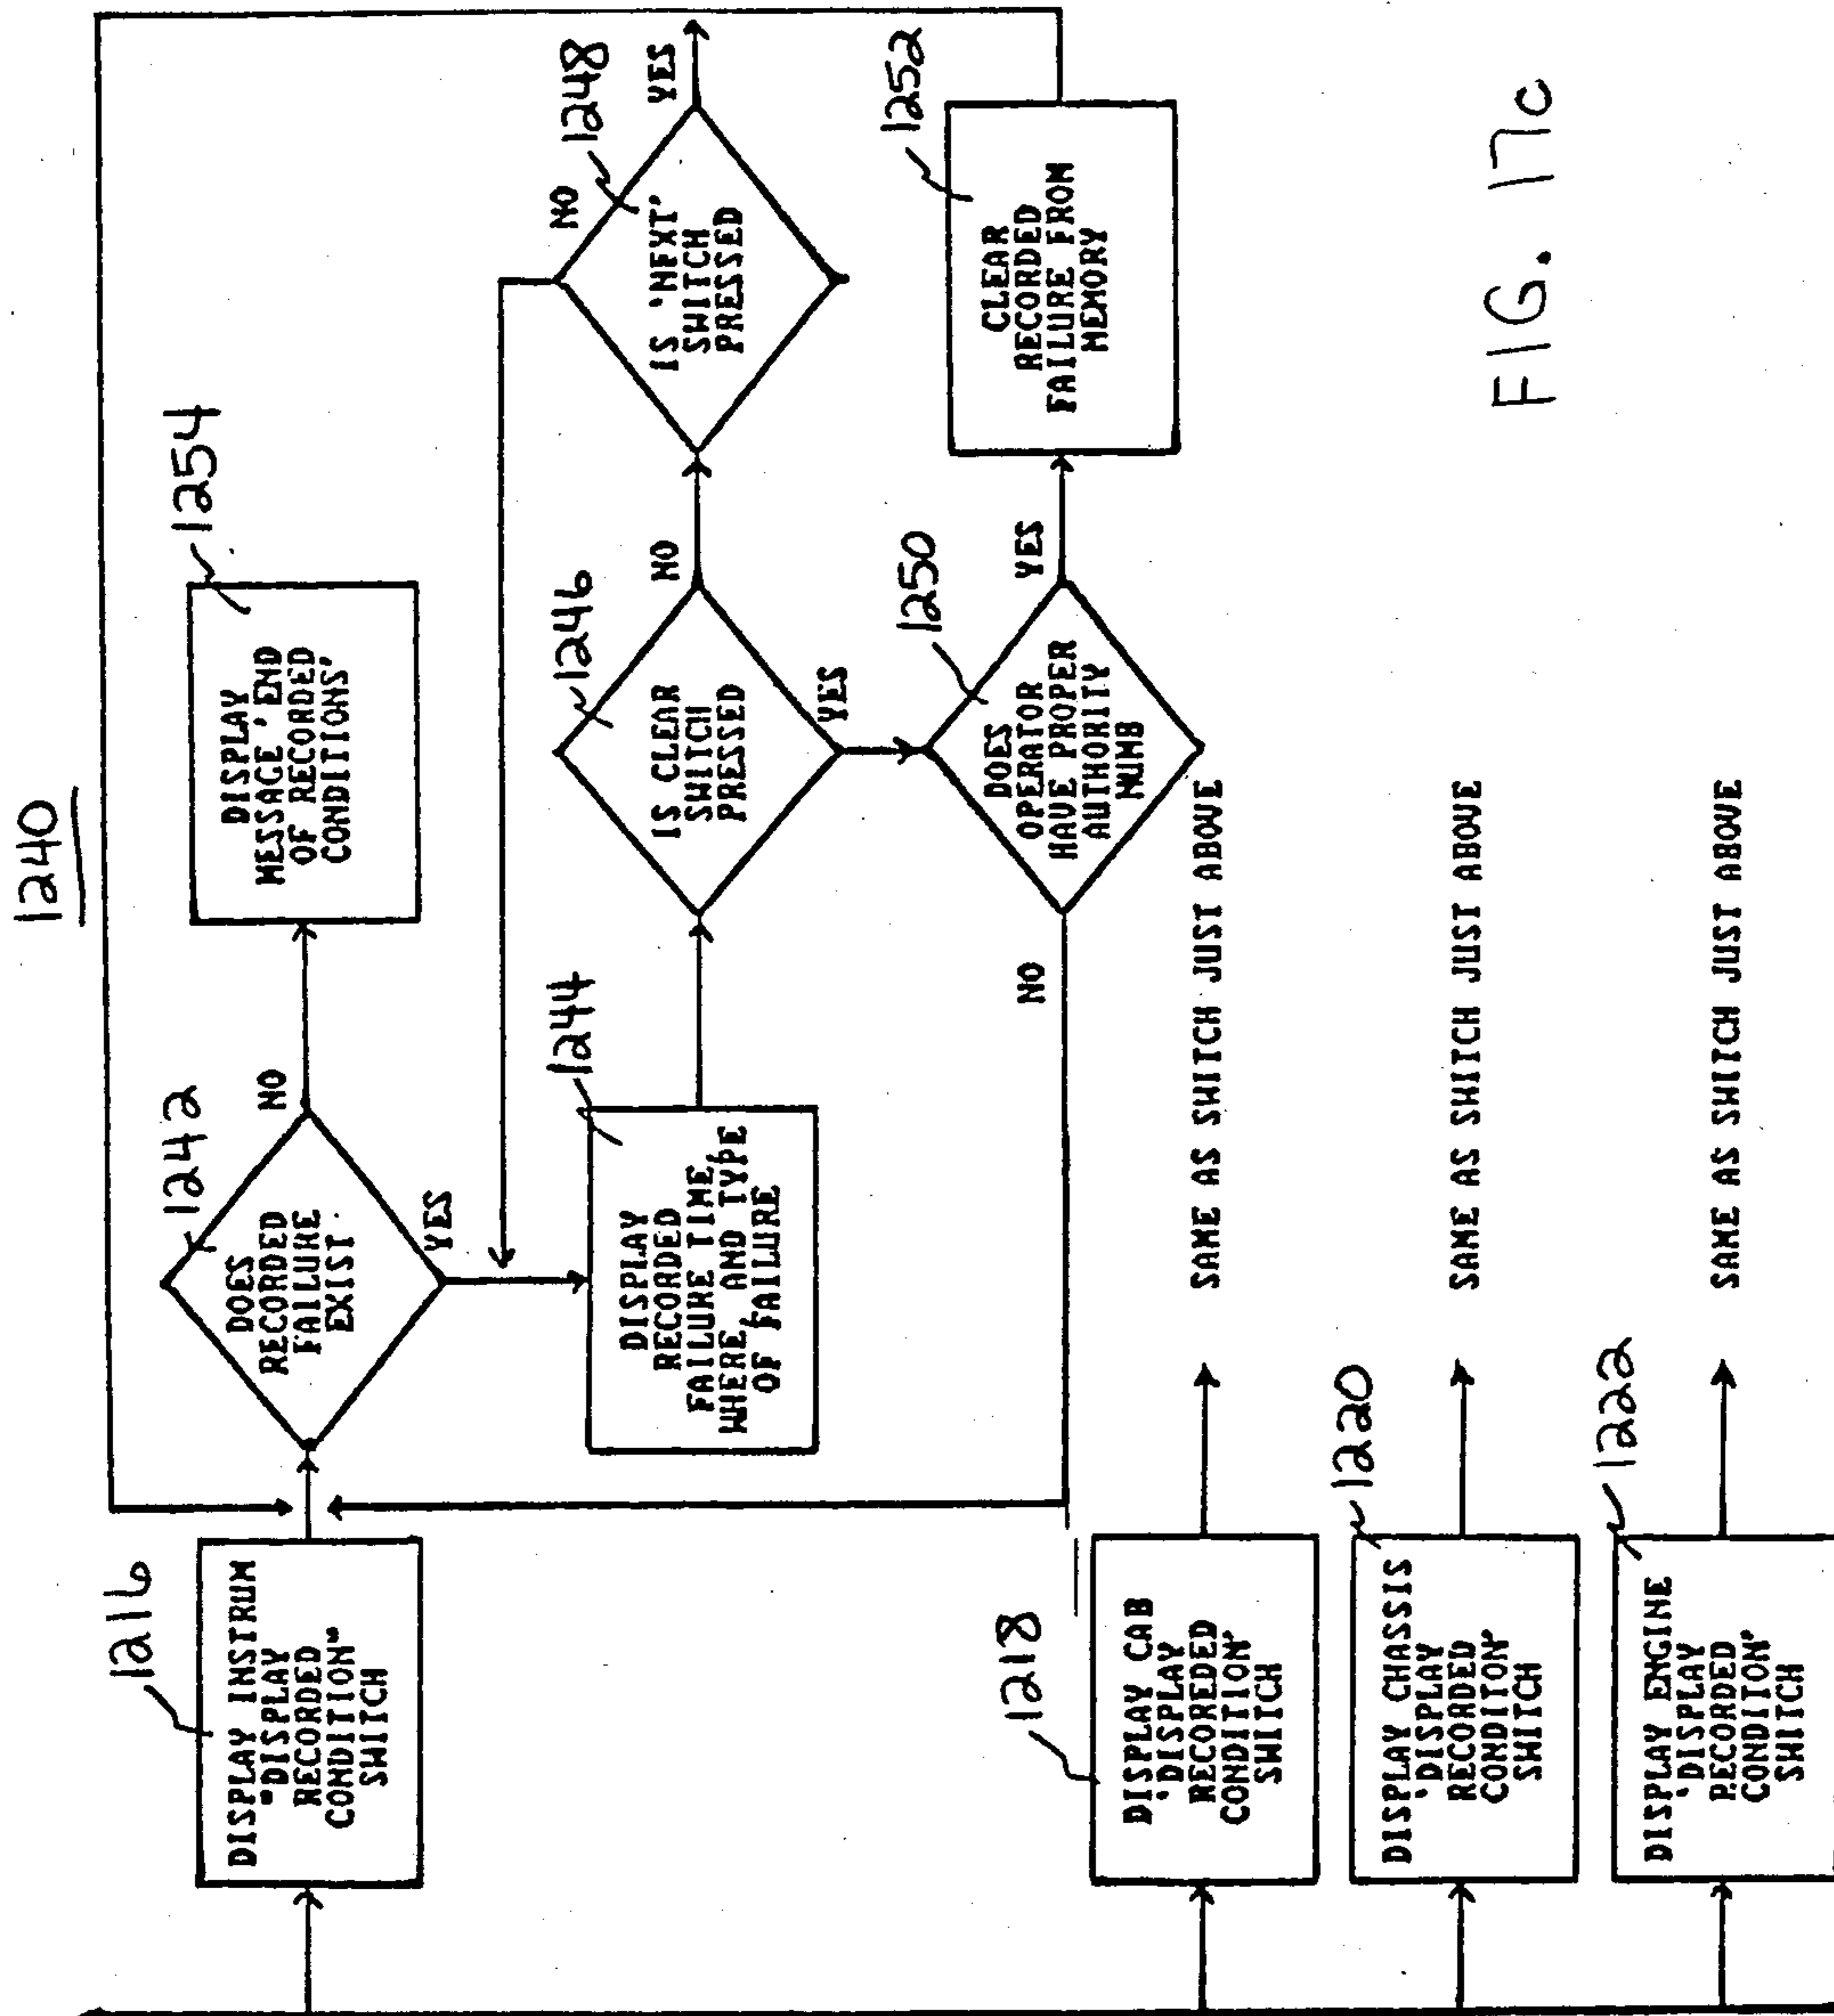 1240
1216
DISPLAY INSTRUM
"DISPLAY
RECORDED
CONDITION"
SWITCH
1242
DOES
RECORDED
FAILURE
EXIST
NO
YES
1254
DISPLAY
MESSAGE 'END
OF RECORDED
CONDITIONS'
1244
DISPLAY
RECORDED
FAILURE TIME,
WHERE, AND TYPE
OF FAILURE
1246
IS CLEAR
SWITCH
PRESSED
NO
YES
1248
IS 'NEXT'
SWITCH
PRESSED
NO
YES
1250
DOES
OPERATOR
HAVE PROPER
AUTHORITY
NUMB
NO
YES
1252
CLEAR
RECORDED
FAILURE FROM
MEMORY
1218
DISPLAY CAB
'DISPLAY
RECOREDED
CONDITION'
SWITCH
SAME AS SWITCH JUST ABOVE
1220
DISPLAY CHASSIS
'DISPLAY
RECORDED
CONDITON'
SWITCH
SAME AS SWITCH JUST ABOVE
1222
DISPLAY ENGINE
'DISPLAY
RECORDED
CONDITION'
SWITCH
SAME AS SWITCH JUST ABOVE
FIG. 17c